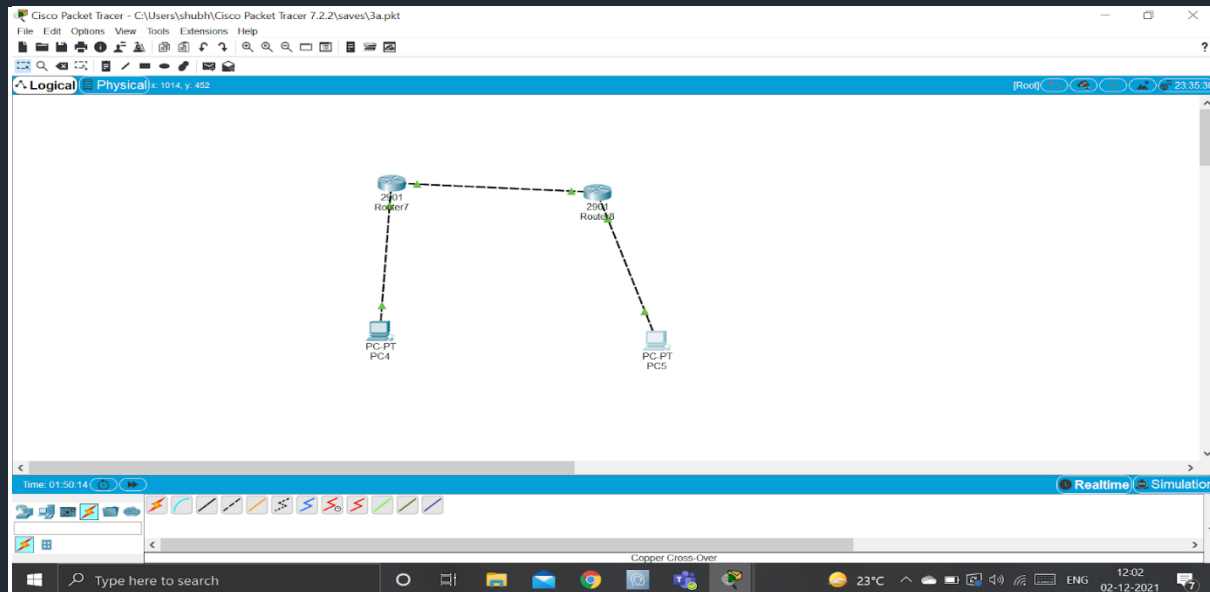 Cisco Packet Tracer - C:\Users\shubh\Cisco Packet Tracer 7.2.2\saves\3a.pkt
File Edit Options View Tools Extensions Help
?
Logical Physical x: 1014, y: 452 [Root] 23:35:30
2901
Router7
2901
Router8
PC-PT
PC4
PC-PT
PC5
Time: 01:50:14 Realtime Simulation
Copper Cross-Over
Type here to search 23°C ENG 12:02
02-12-2021 7